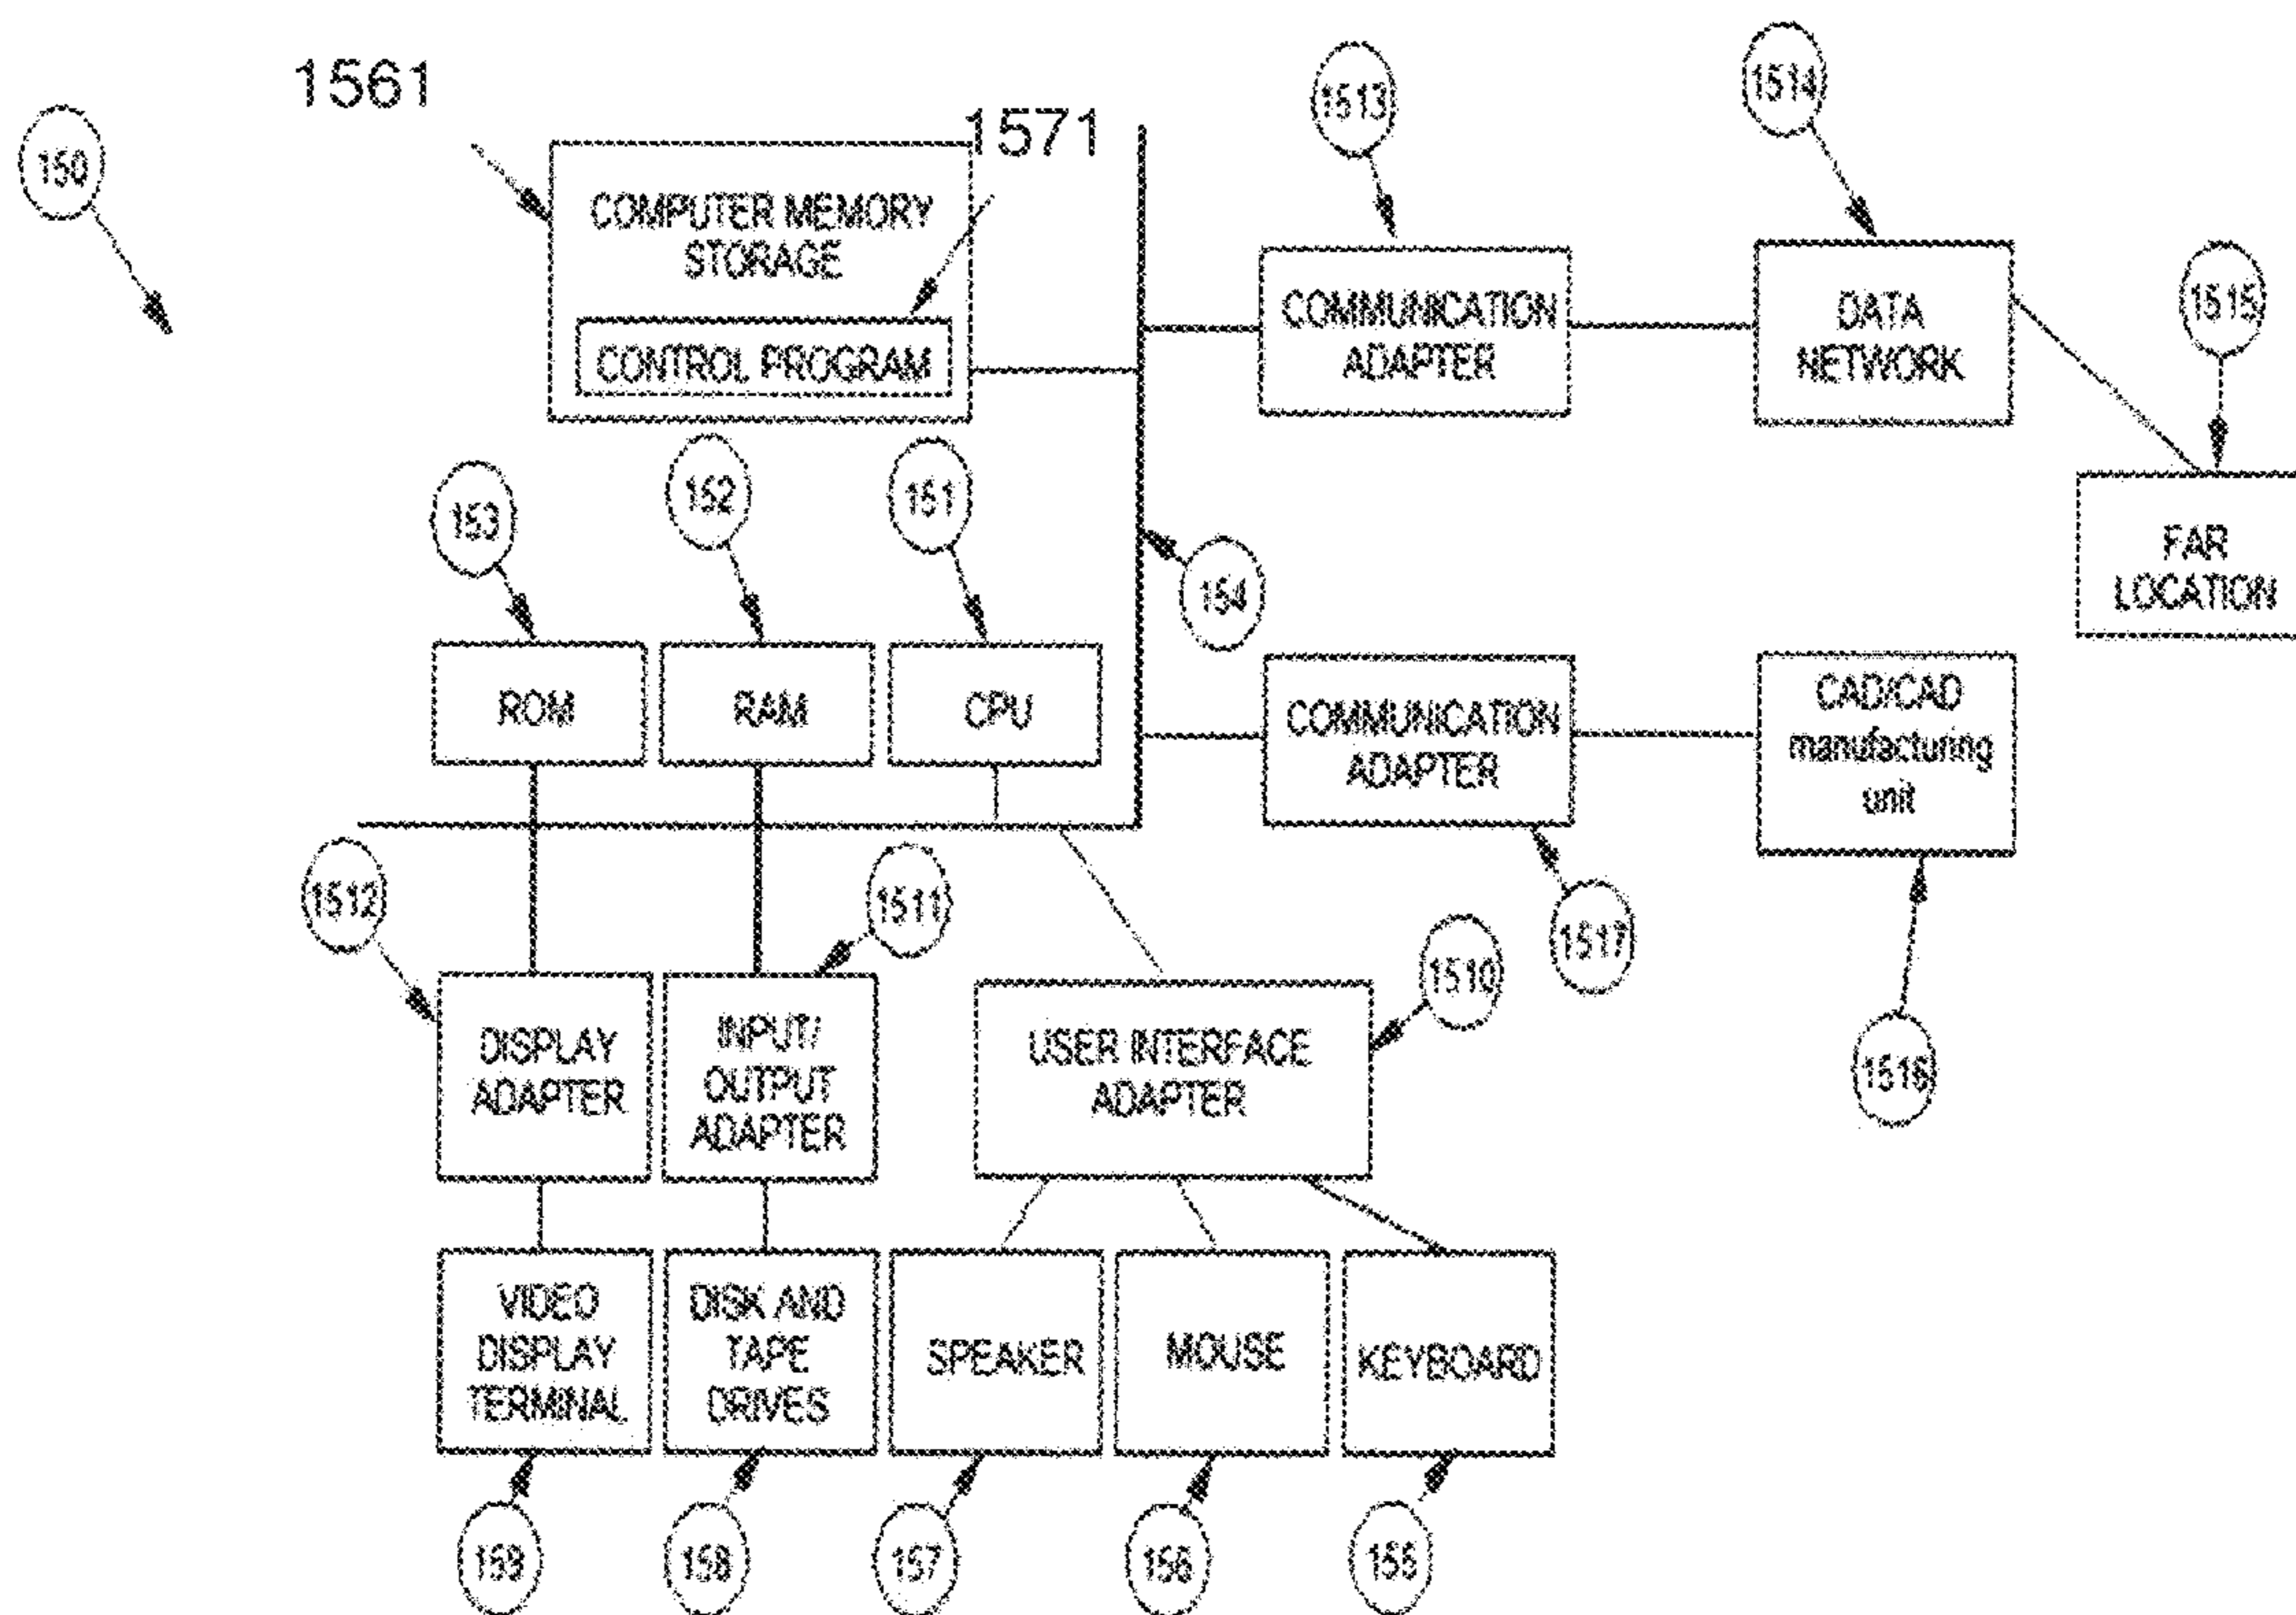 1561
1571
1513
1514
150
COMPUTER MEMORY
STORAGE
CONTROL PROGRAM
COMMUNICATION
ADAPTER
DATA
NETWORK
1515
153
152
151
154
FAR
LOCATION
ROM
RAM
CPU
COMMUNICATION
ADAPTER
CAD/CAD
manufacturing
unit
1512
1511
1510
1517
1516
DISPLAY
ADAPTER
INPUT/
OUTPUT
ADAPTER
USER INTERFACE
ADAPTER
VIDEO
DISPLAY
TERMINAL
DISK AND
TAPE
DRIVES
SPEAKER
MOUSE
KEYBOARD
159
158
157
156
155